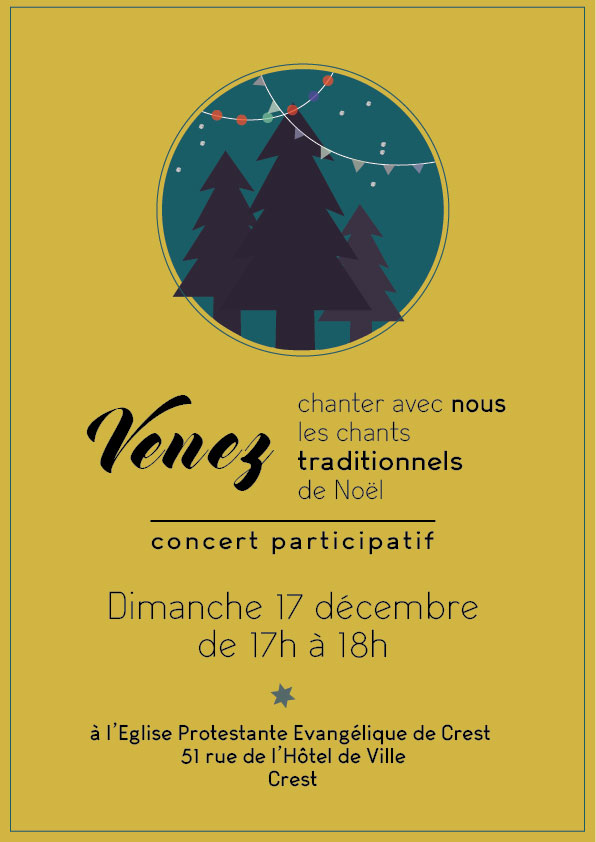 Venez
chanter avec nous
les chants
traditionnels
de Noël
concert participatif
Dimanche 17 décembre
de 17h à 18h
à l'Eglise Protestante Evangélique de Crest
51 rue de l'Hôtel de Ville
Crest